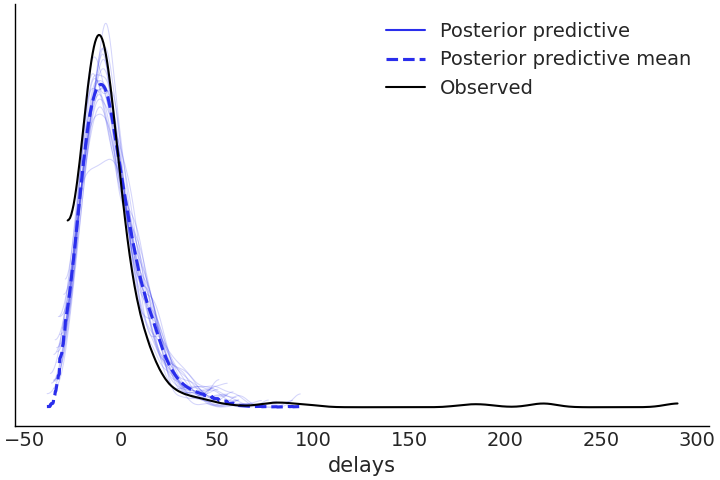 Posterior predictive
Posterior predictive mean
Observed
−50 0 50 100 150 200 250 300
delays